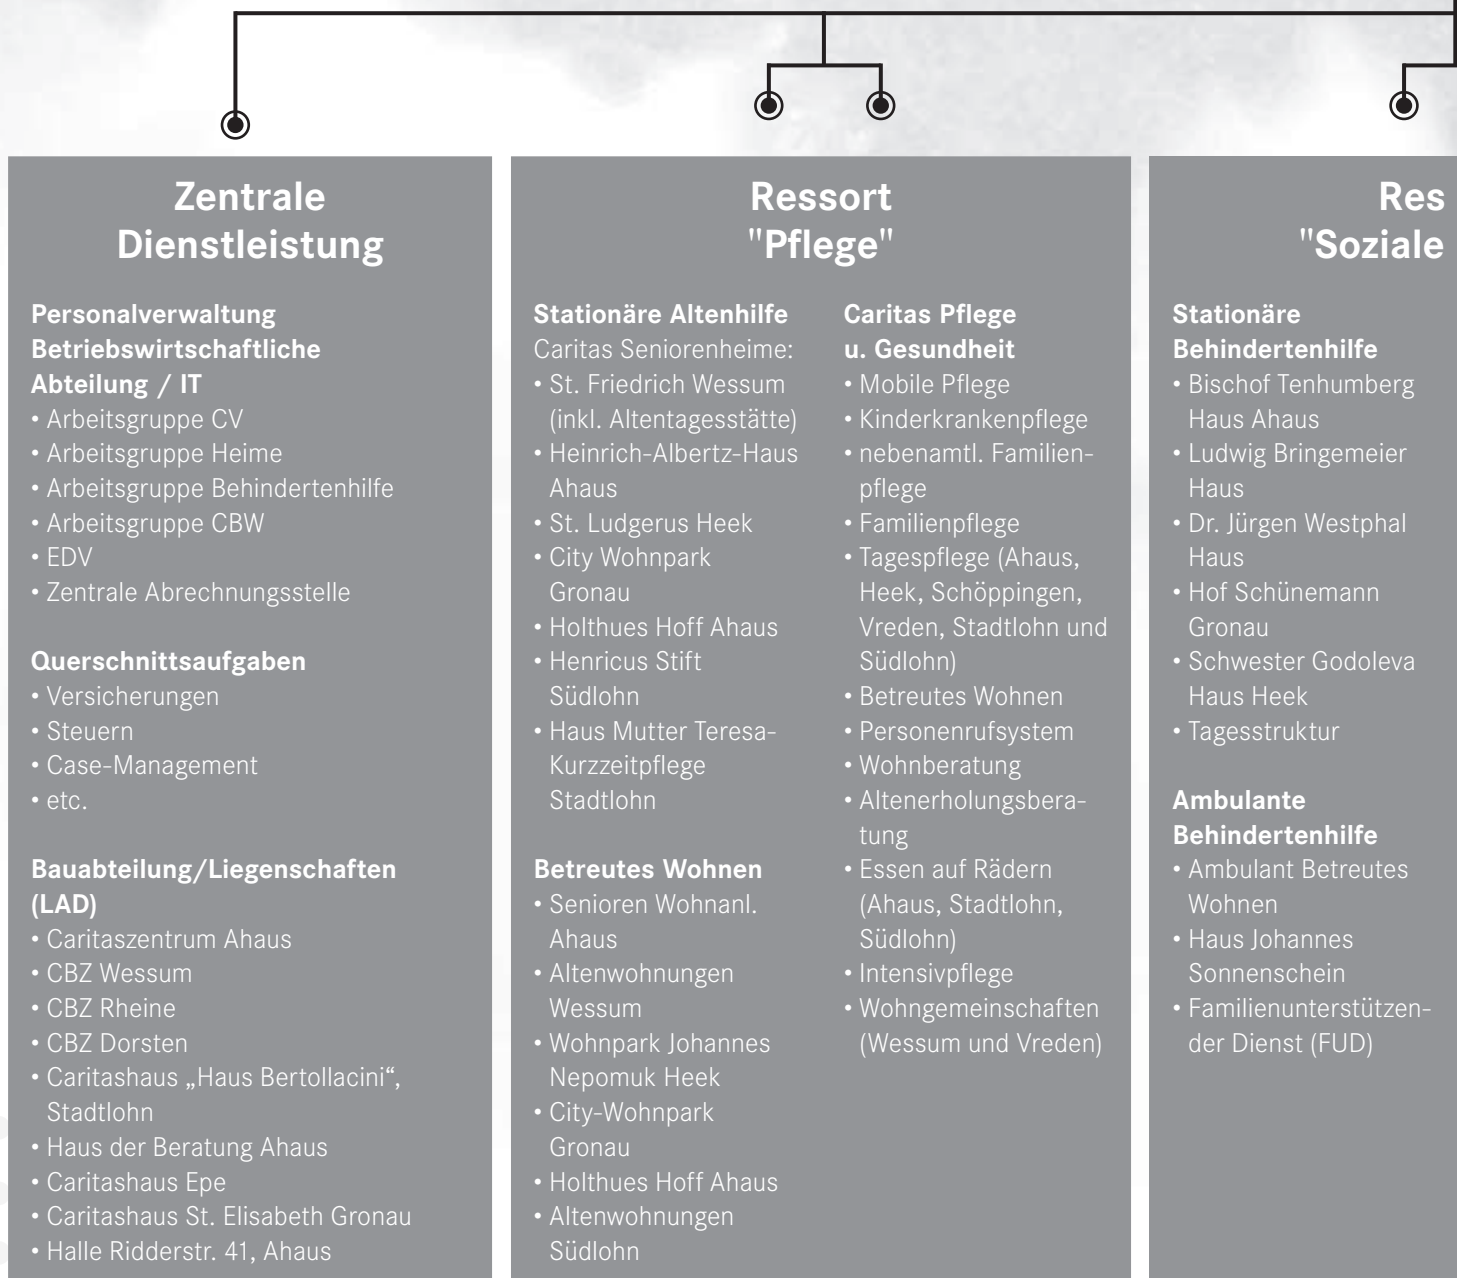 Zentrale
Dienstleistung
Personalverwaltung
Betriebswirtschaftliche
Abteilung / IT
• Arbeitsgruppe CV
• Arbeitsgruppe Heime
• Arbeitsgruppe Behindertenhilfe
• Arbeitsgruppe CBW
• EDV
• Zentrale Abrechnungsstelle
Querschnittsaufgaben
• Versicherungen
• Steuern
• Case-Management
• etc.
Bauabteilung/Liegenschaften
(LAD)
• Caritaszentrum Ahaus
• CBZ Wessum
• CBZ Rheine
• CBZ Dorsten
• Caritashaus „Haus Bertollacini“,
Stadtlohn
• Haus der Beratung Ahaus
• Caritashaus Epe
• Caritashaus St. Elisabeth Gronau
• Halle Ridderstr. 41, Ahaus
Ressort
"Pflege"
Stationäre Altenhilfe
Caritas Seniorenheime:
• St. Friedrich Wessum
(inkl. Altentagesstätte)
• Heinrich-Albertz-Haus
Ahaus
• St. Ludgerus Heek
• City Wohnpark
Gronau
• Holthues Hoff Ahaus
• Henricus Stift
Südlohn
• Haus Mutter Teresa-
Kurzzeitpflege
Stadtlohn
Betreutes Wohnen
• Senioren Wohnanl.
Ahaus
• Altenwohnungen
Wessum
• Wohnpark Johannes
Nepomuk Heek
• City-Wohnpark
Gronau
• Holthues Hoff Ahaus
• Altenwohnungen
Südlohn
Caritas Pflege
u. Gesundheit
• Mobile Pflege
• Kinderkrankenpflege
• nebenamtl. Familien-
pflege
• Familienpflege
• Tagespflege (Ahaus,
Heek, Schöppingen,
Vreden, Stadtlohn und
Südlohn)
• Betreutes Wohnen
• Personenrufsystem
• Wohnberatung
• Altenerholungsbera-
tung
• Essen auf Rädern
(Ahaus, Stadtlohn,
Südlohn)
• Intensivpflege
• Wohngemeinschaften
(Wessum und Vreden)
Res
"Soziale
Stationäre
Behindertenhilfe
• Bischof Tenhumberg
Haus Ahaus
• Ludwig Bringemeier
Haus
• Dr. Jürgen Westphal
Haus
• Hof Schünemann
Gronau
• Schwester Godoleva
Haus Heek
• Tagesstruktur
Ambulante
Behindertenhilfe
• Ambulant Betreutes
Wohnen
• Haus Johannes
Sonnenschein
• Familienunterstützen-
der Dienst (FUD)